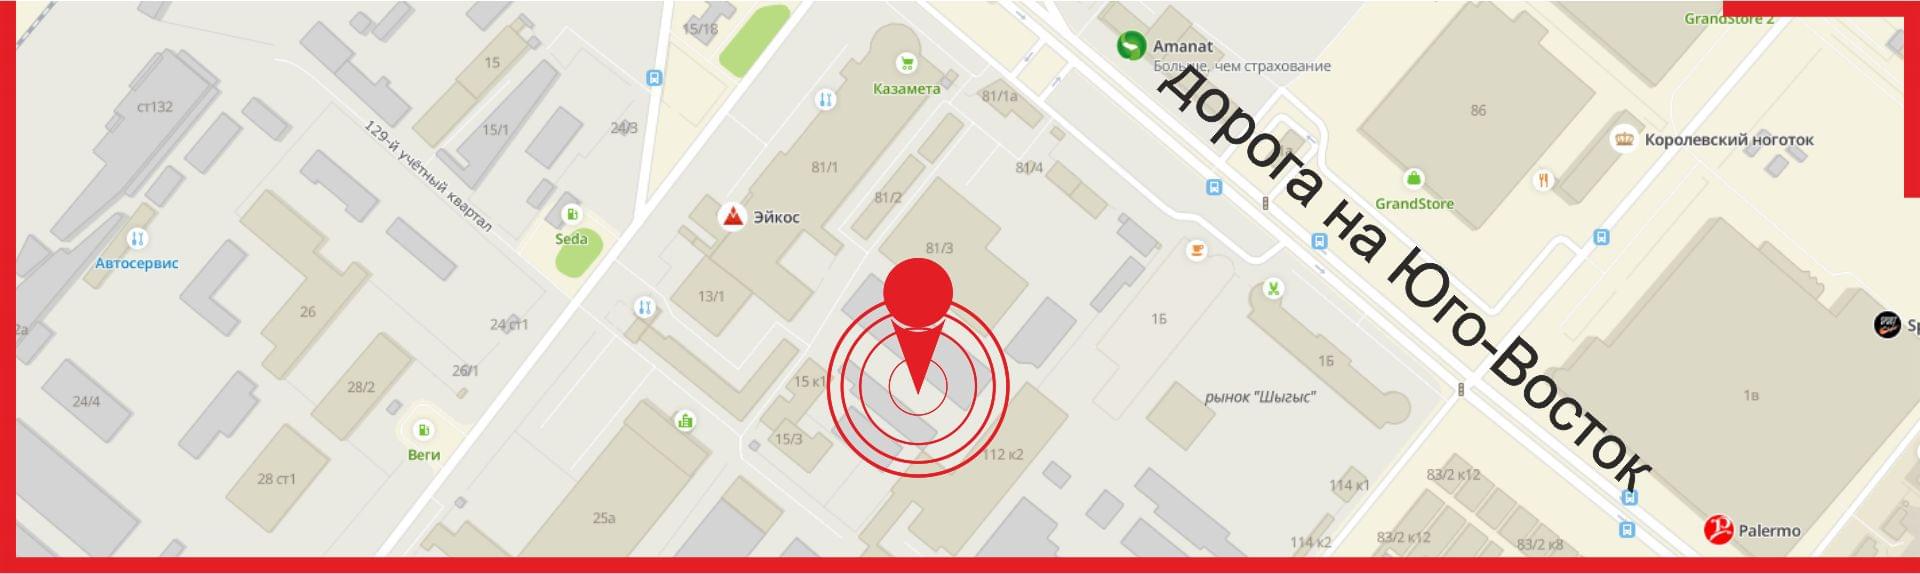 GrandStore 2
15/18
Amanat
Больше, чем страхование
15
Казамета
ст132
81/1а
86
15/1
24/3
129-й учётный квартал
Королевский ноготок
81/1
81/4
81/2
GrandStore
Эйкос
Seda
81/3
Автосервис
дорога на Юго-Восток
13/1
26
24 ст1
1Б
2а
Sp
1Б
26/1
15 к1
28/2
рынок "Шыгыс"
1в
24/4
15/3
112 к2
Веги
28 ст1
83/2 к12
114 к1
25а
Palermo
114 к2
83/2 к12
83/2 к8